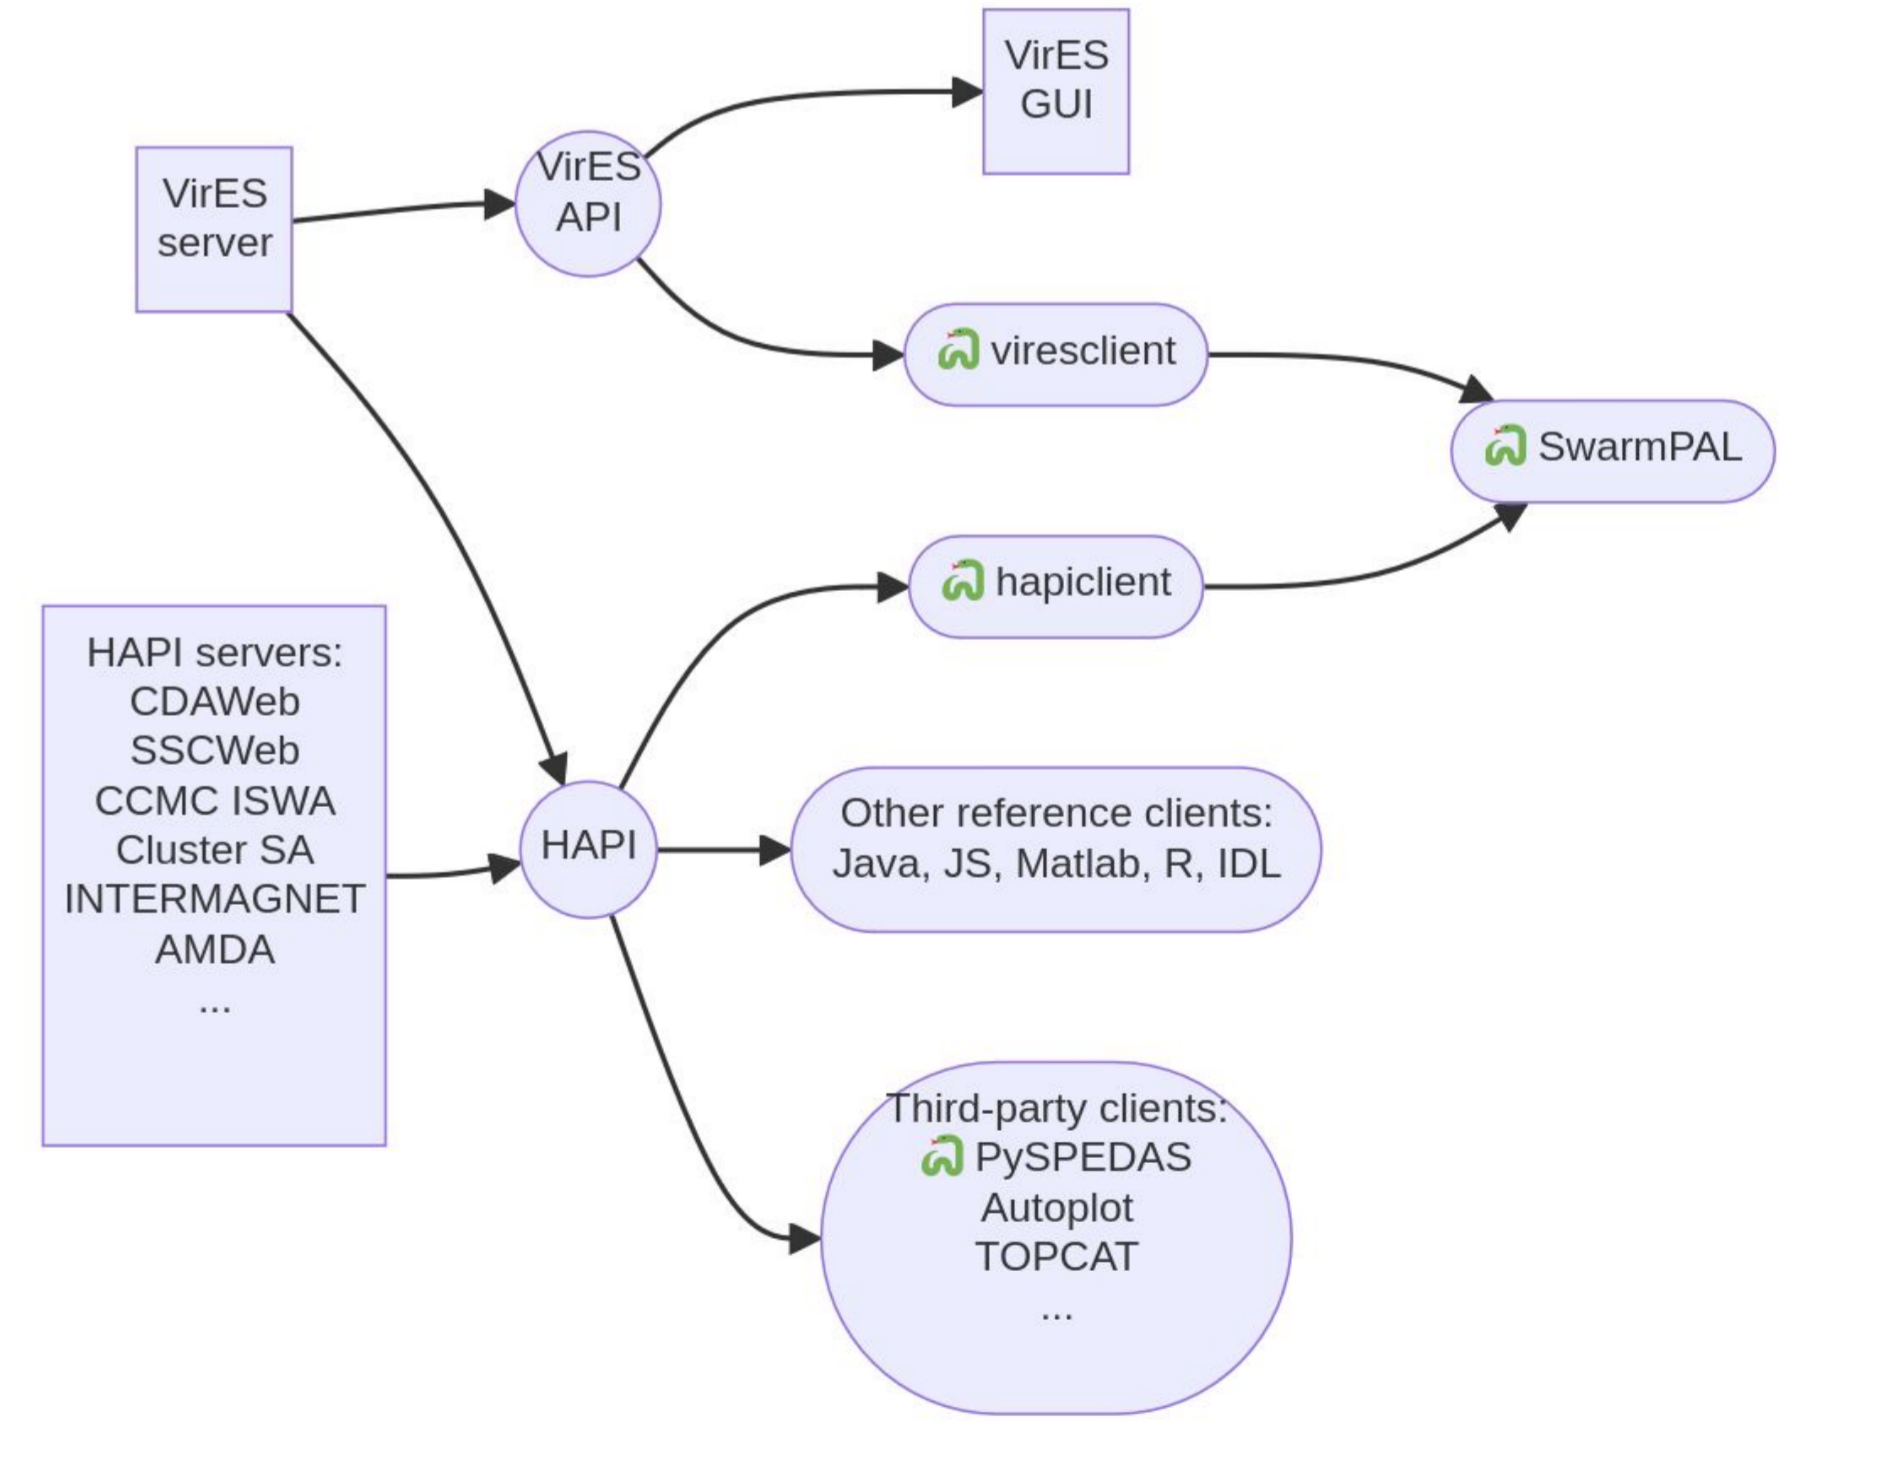 VirES
GUI
VirES
server
VirES
API
🐍 viresclient
🐍 SwarmPAL
🐍 hapiclient
HAPI servers:
CDAWeb
SSCWeb
CCMC ISWA
Cluster SA
INTERMAGNET
AMDA
...
HAPI
Other reference clients:
Java, JS, Matlab, R, IDL
Third-party clients:
🐍 PySPEDAS
Autoplot
TOPCAT
...